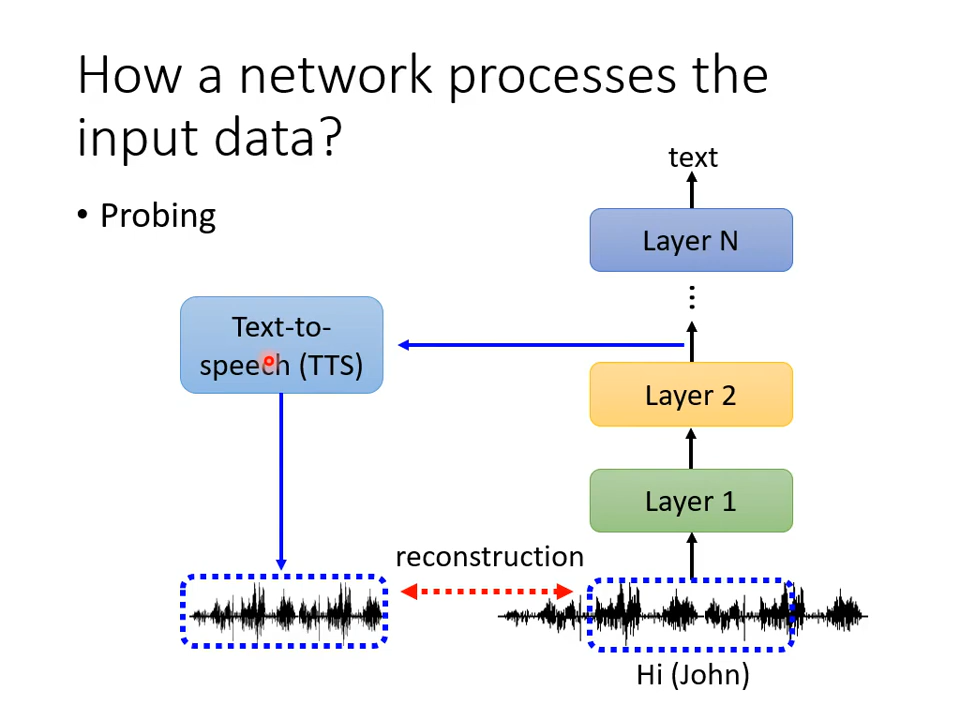 How a network processes the
input data?
• Probing
text
Layer N
⋮
Text-to-
speech (TTS)
Layer 2
Layer 1
reconstruction
Hi (John)